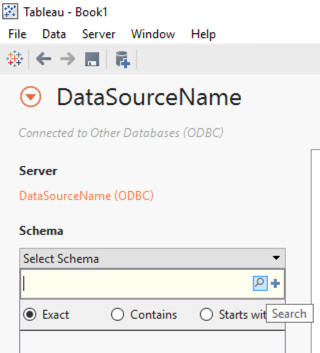 Tableau - Book1
File Data Server Window Help
DataSourceName
Connected to Other Databases (ODBC)
Server
DataSourceName (ODBC)
Schema
Select Schema
Exact Contains Starts wit
Search